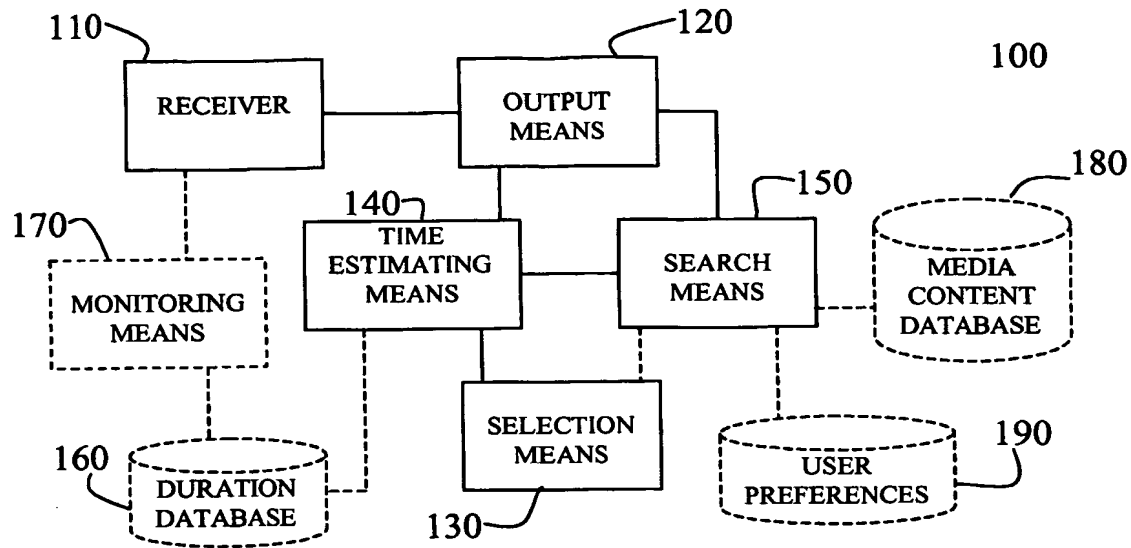 110
120
100
RECEIVER
OUTPUT
MEANS
180
170
140
150
TIME
ESTIMATING
MEANS
SEARCH
MEANS
MEDIA
CONTENT
DATABASE
MONITORING
MEANS
160
DURATION
DATABASE
SELECTION
MEANS
130
USER
PREFERENCES
190